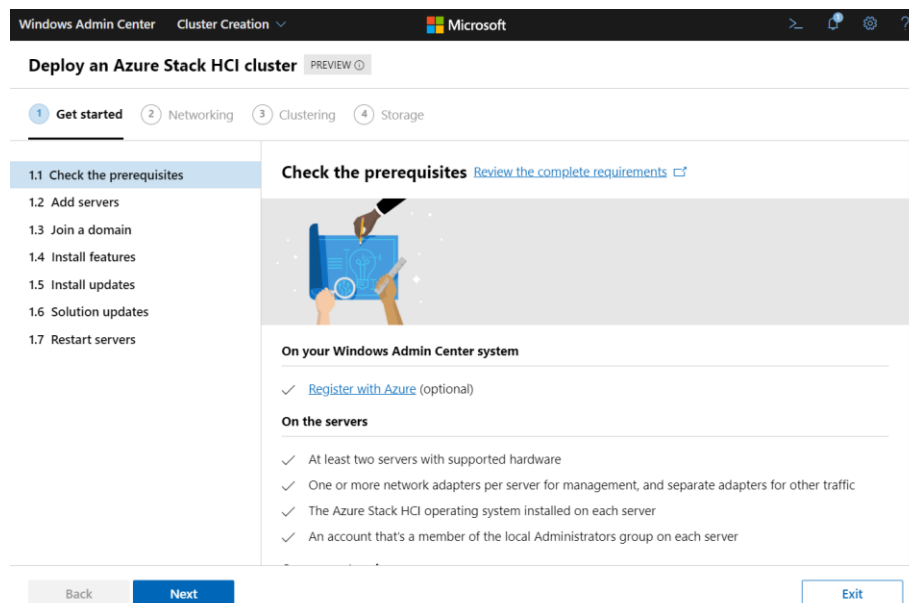 Windows Admin Center Cluster Creation Microsoft >_ 1 ?
Deploy an Azure Stack HCI cluster PREVIEW
1 Get started 2 Networking 3 Clustering 4 Storage
1.1 Check the prerequisites
1.2 Add servers
1.3 Join a domain
1.4 Install features
1.5 Install updates
1.6 Solution updates
1.7 Restart servers
Check the prerequisites Review the complete requirements
On your Windows Admin Center system
Register with Azure (optional)
On the servers
At least two servers with supported hardware
One or more network adapters per server for management, and separate adapters for other traffic
The Azure Stack HCI operating system installed on each server
An account that's a member of the local Administrators group on each server
Back Next Exit